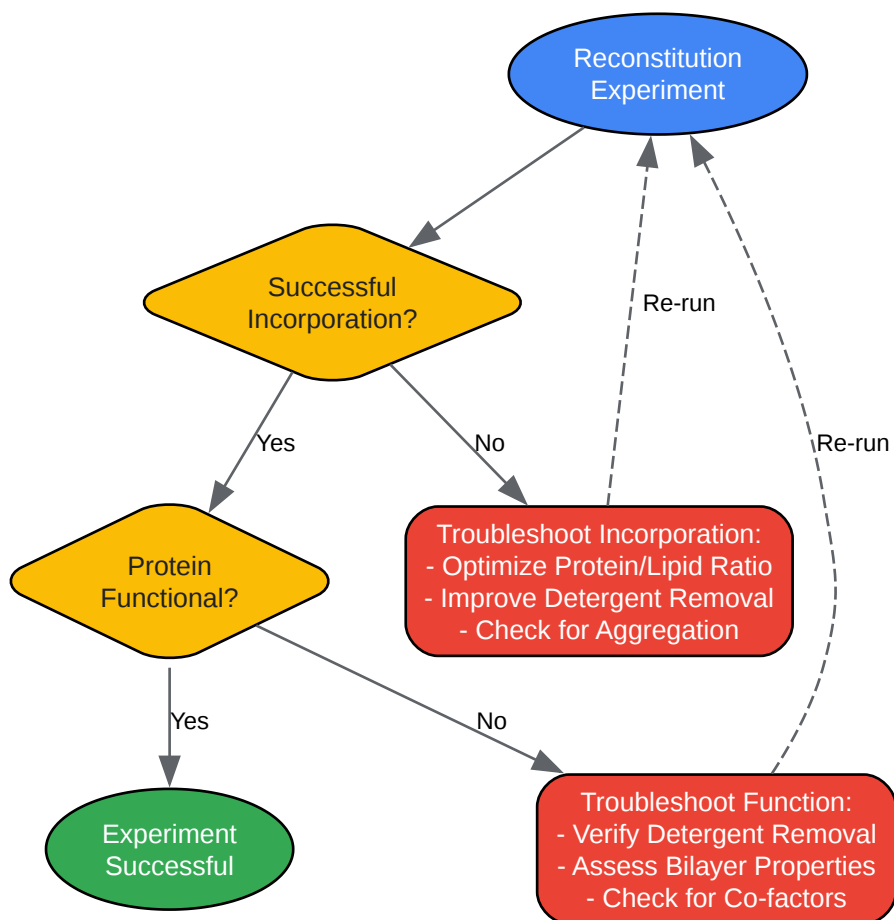 Reconstitution
Experiment
Successful
Incorporation?
Re-run
Yes
No
Re-run
Troubleshoot Incorporation:
- Optimize Protein/Lipid Ratio
- Improve Detergent Removal
- Check for Aggregation
Protein
Functional?
Yes
No
Experiment
Successful
Troubleshoot Function:
- Verify Detergent Removal
- Assess Bilayer Properties
- Check for Co-factors